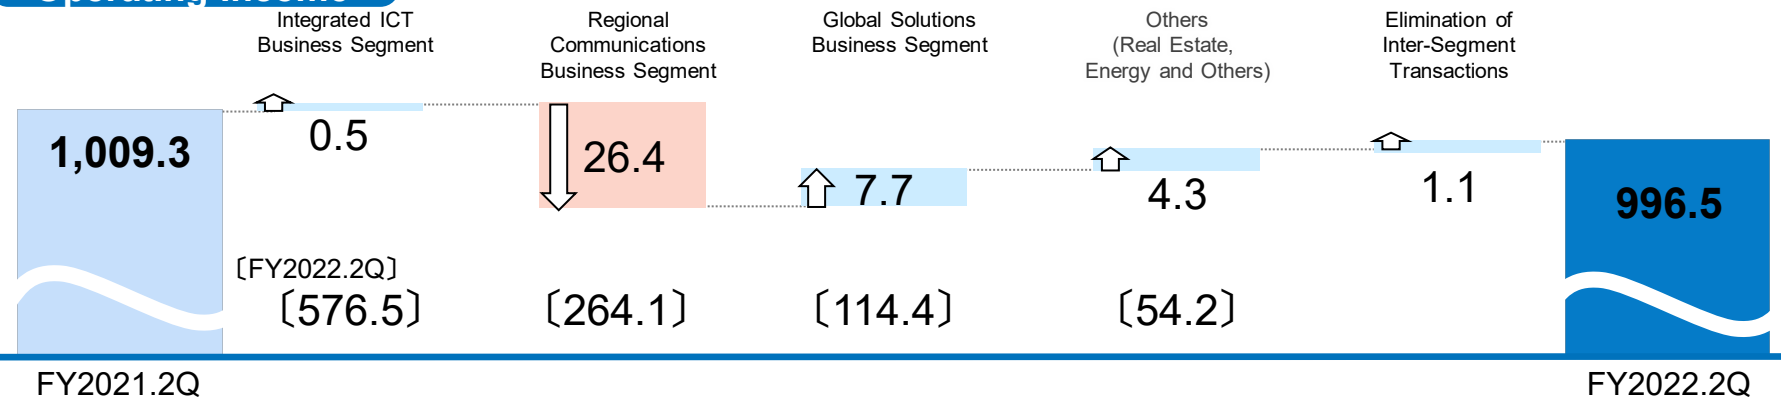 Operating Income
Integrated ICT
Business Segment
Regional
Communications
Business Segment
Global Solutions
Business Segment
Others
(Real Estate,
Energy and Others)
Elimination of
Inter-Segment
Transactions
1,009.3
0.5
26.4
7.7
4.3
1.1
996.5
〔FY2022.2Q〕
〔576.5〕
〔264.1〕
〔114.4〕
〔54.2〕
FY2021.2Q
FY2022.2Q